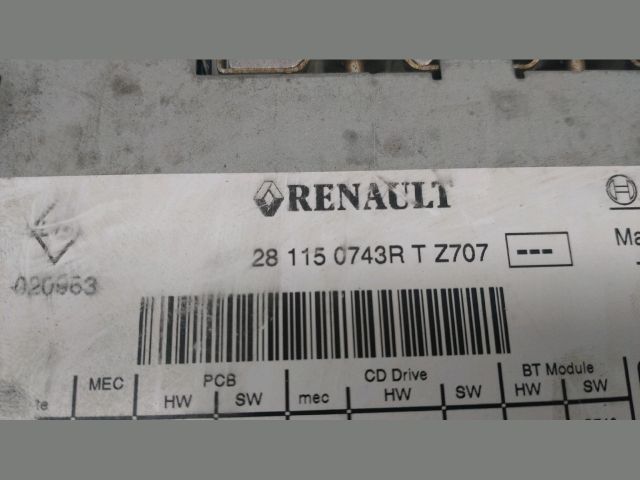 RENAULT
Ma
28 115 0743R T Z707 ---
020963
MEC PCB CD Drive BT Module
HW SW mec HW SW HW SW